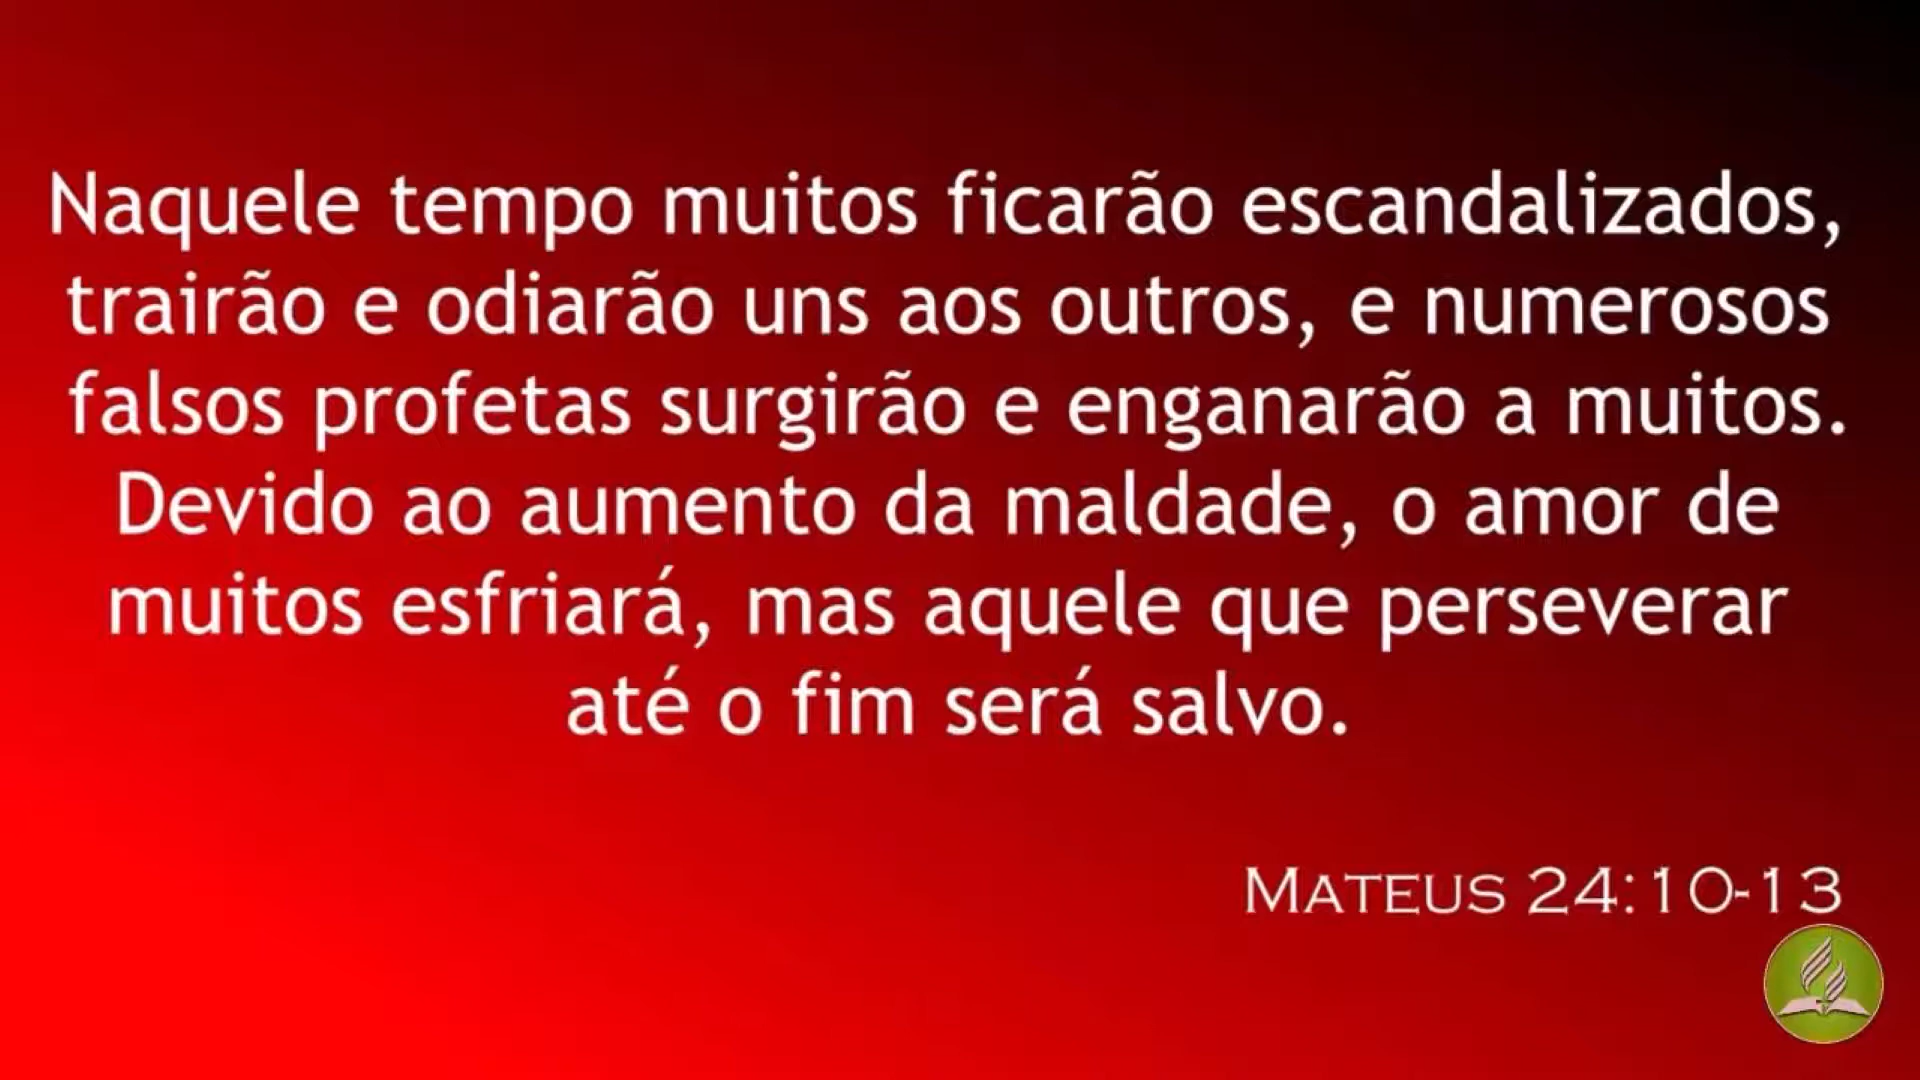 Naquele tempo muitos ficarão escandalizados,
trairão e odiarão uns aos outros, e numerosos
falsos profetas surgirão e enganarão a muitos.
Devido ao aumento da maldade, o amor de
muitos esfriará, mas aquele que perseverar
até o fim será salvo.
Mateus 24:10-13